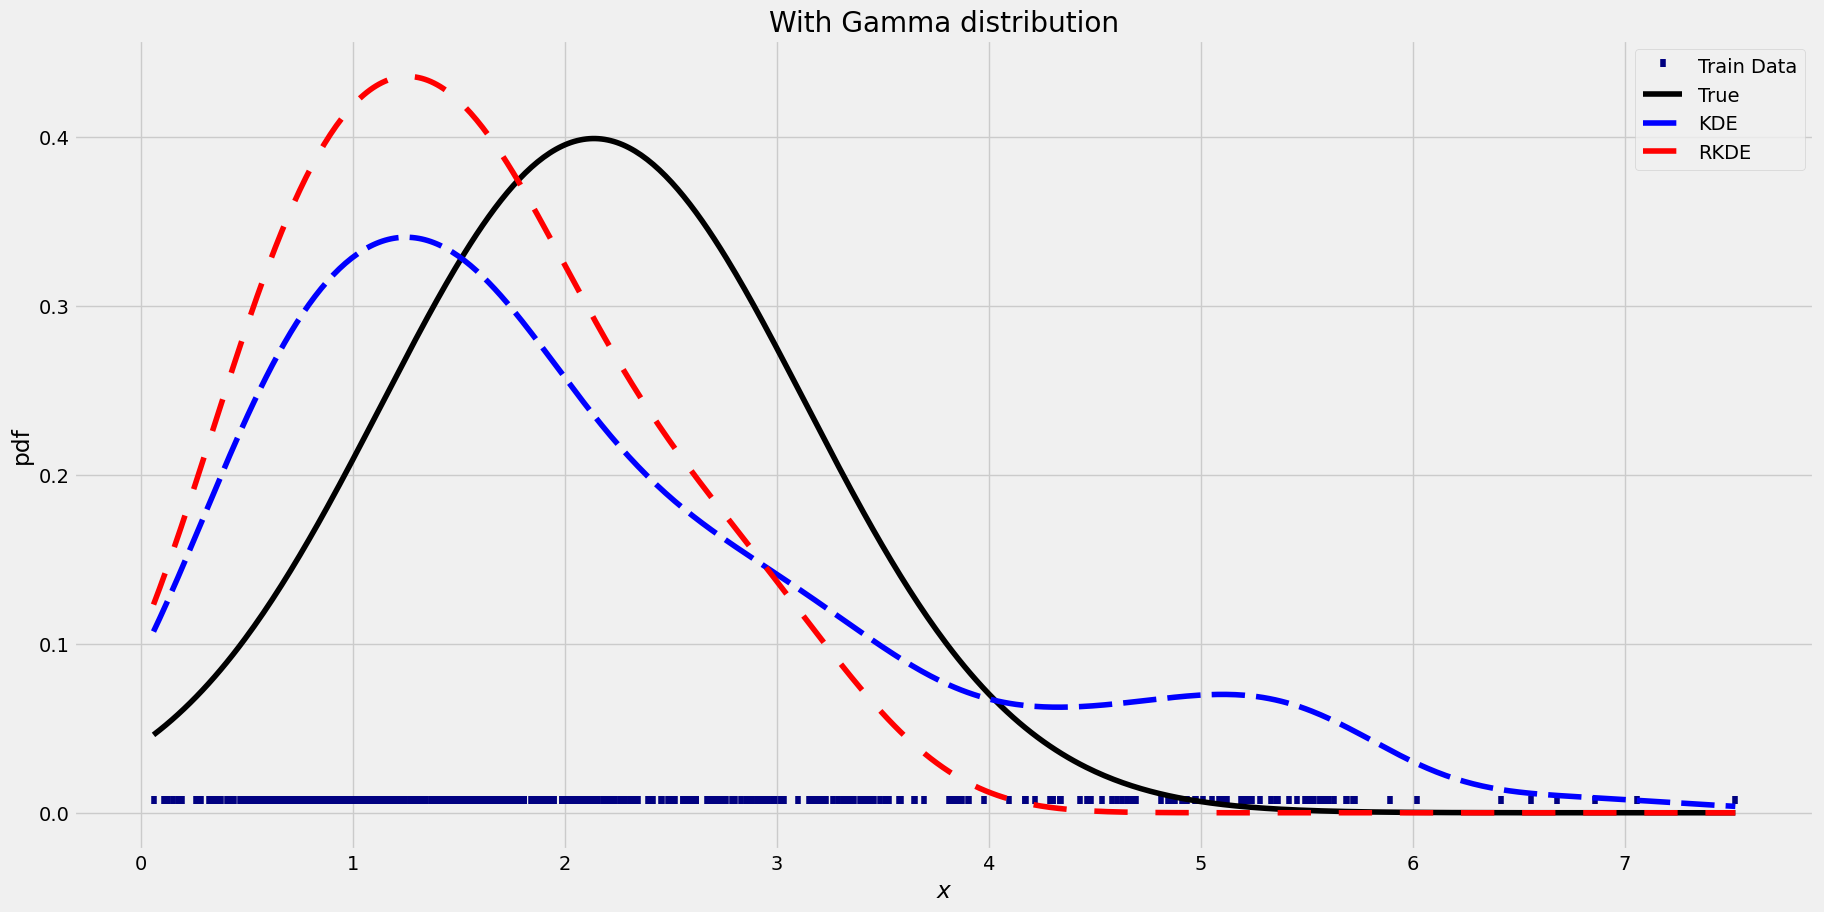 With Gamma distribution
Train Data
True
KDE
RKDE
pdf
0.4
0.3
0.2
0.1
0.0
0 1 2 3 4 5 6 7
x